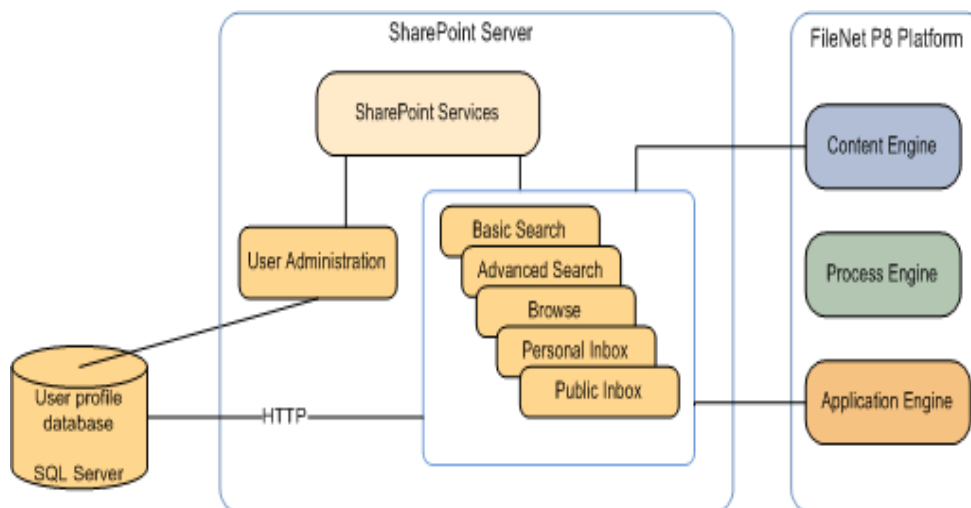 SharePoint Server
FileNet P8 Platform
SharePoint Services
Content Engine
Basic Search
User Administration
Advanced Search
Process Engine
Browse
Personal Inbox
Public Inbox
User profile
database
SQL Server
HTTP
Application Engine